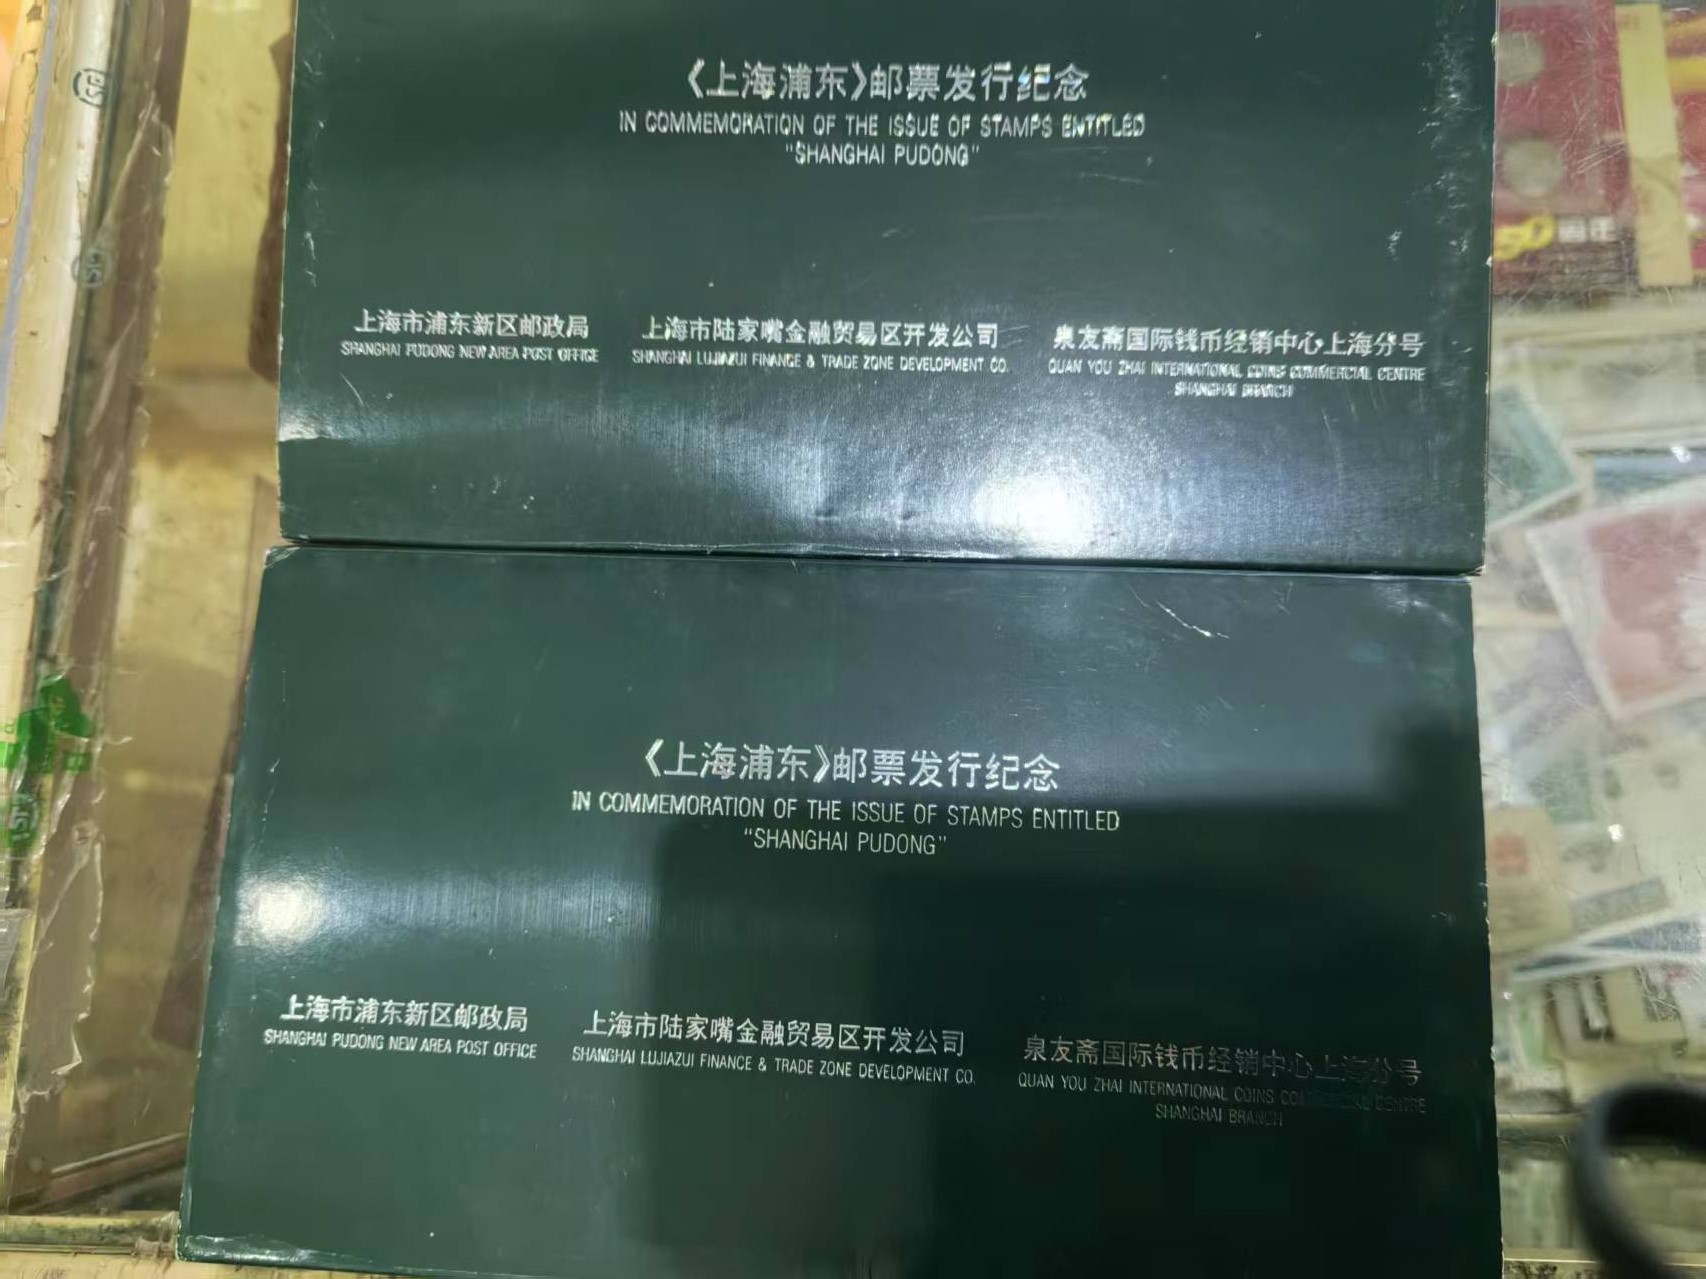 《上海浦东》邮票发行纪念
IN COMMEMORATION OF THE ISSUE OF STAMPS ENTITLED
"SHANGHAI PUDONG"
上海市浦东新区邮政局
SHANGHAI PUDONG NEW AREA POST OFFICE
上海市陆家嘴金融贸易区开发公司
SHANGHAI LUJIAZUI FINANCE & TRADE ZONE DEVELOPMENT CO.
泉友斋国际钱币经销中心上海分号
QUAN YOU ZHAI INTERNATIONAL COINS COMMERCIAL CENTRE
SHANGHAI BRANCH
50周年
《上海浦东》邮票发行纪念
IN COMMEMORATION OF THE ISSUE OF STAMPS ENTITLED
"SHANGHAI PUDONG"
上海市浦东新区邮政局
SHANGHAI PUDONG NEW AREA POST OFFICE
上海市陆家嘴金融贸易区开发公司
SHANGHAI LUJIAZUI FINANCE & TRADE ZONE DEVELOPMENT CO.
泉友斋国际钱币经销中心上海分号
QUAN YOU ZHAI INTERNATIONAL COINS COMMERCIAL CENTRE
SHANGHAI BRANCH